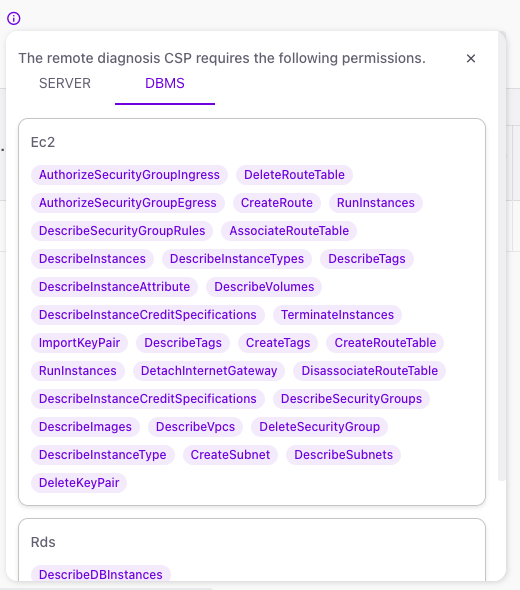 The remote diagnosis CSP requires the following permissions.
SERVER DBMS
Ec2
AuthorizeSecurityGroupIngress DeleteRouteTable
AuthorizeSecurityGroupEgress CreateRoute RunInstances
DescribeSecurityGroupRules AssociateRouteTable
DescribeInstances DescribeInstanceTypes DescribeTags
DescribeInstanceAttribute DescribeVolumes
DescribeInstanceCreditSpecifications TerminateInstances
ImportKeyPair DescribeTags CreateTags CreateRouteTable
RunInstances DetachInternetGateway DisassociateRouteTable
DescribeInstanceCreditSpecifications DescribeSecurityGroups
DescribeImages DescribeVpcs DeleteSecurityGroup
DescribeInstanceType CreateSubnet DescribeSubnets
DeleteKeyPair
Rds
DescribeDBInstances